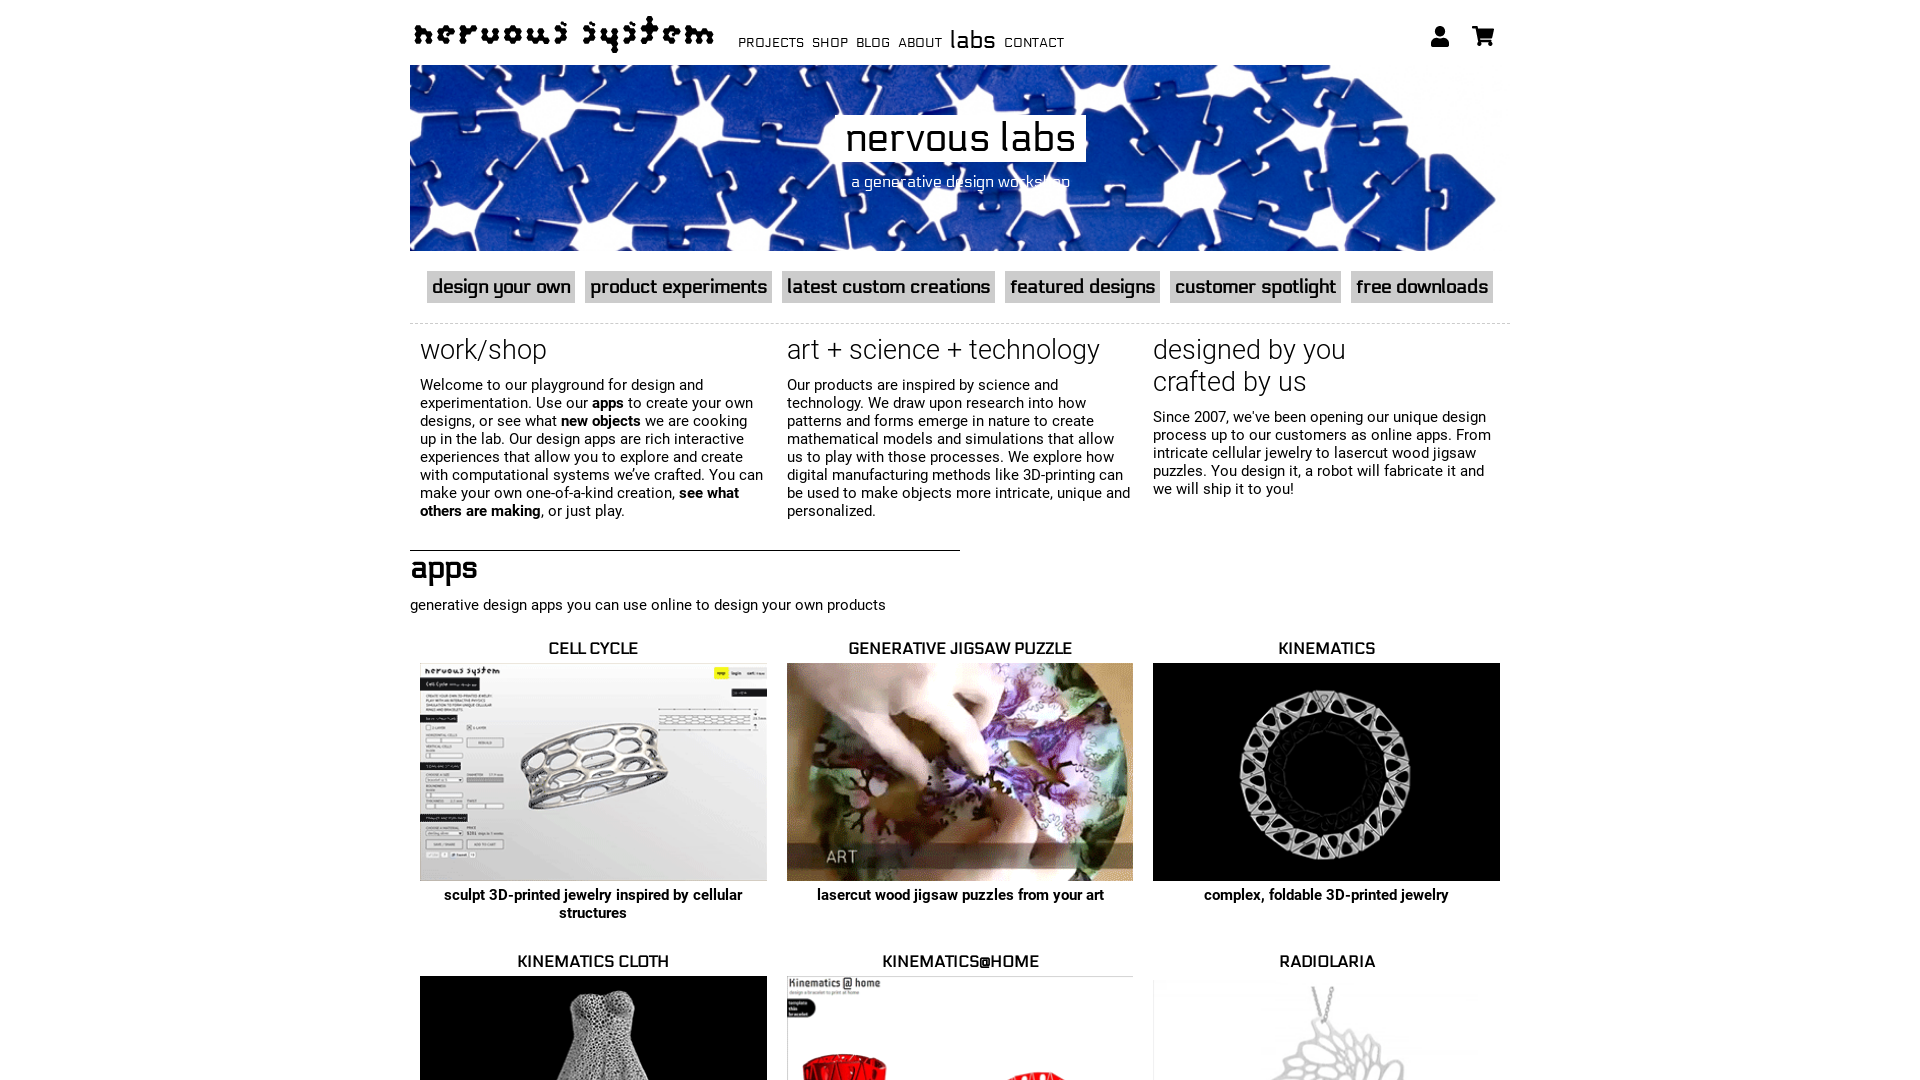 nervous system
PROJECTS SHOP BLOG ABOUT labs CONTACT
nervous labs
a generative design workshop
design your own
product experiments
latest custom creations
featured designs
customer spotlight
free downloads
work/shop
Welcome to our playground for design and
experimentation. Use our apps to create your own
designs, or see what new objects we are cooking
up in the lab. Our design apps are rich interactive
experiences that allow you to explore and create
with computational systems we’ve crafted. You can
make your own one-of-a-kind creation, see what
others are making, or just play.
art + science + technology
Our products are inspired by science and
technology. We draw upon research into how
patterns and forms emerge in nature to create
mathematical models and simulations that allow
us to play with those processes. We explore how
digital manufacturing methods like 3D-printing can
be used to make objects more intricate, unique and
personalized.
designed by you
crafted by us
Since 2007, we've been opening our unique design
process up to our customers as online apps. From
intricate cellular jewelry to lasercut wood jigsaw
puzzles. You design it, a robot will fabricate it and
we will ship it to you!
apps
generative design apps you can use online to design your own products
CELL CYCLE
nervous system
sculpt 3D-printed jewelry inspired by cellular
structures
GENERATIVE JIGSAW PUZZLE
ART
lasercut wood jigsaw puzzles from your art
KINEMATICS
complex, foldable 3D-printed jewelry
KINEMATICS CLOTH
KINEMATICS@HOME
Kinematics @ home
design a bracelet to print at home
RADIOLARIA